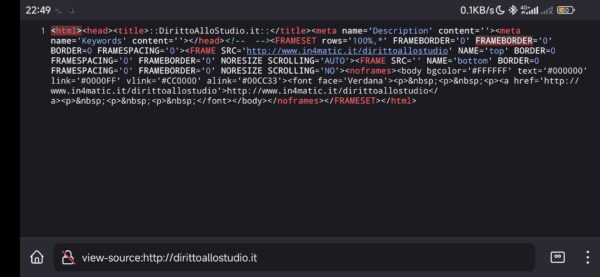 22:49
0.1KB/s
4G+
1 <html><head><title>::DirittoAlloStudio.it::</title><meta name='Description' content=''><meta
name='Keywords' content=''></head><!-- --><FRAMESET rows='100%,*' FRAMEBORDER='0' FRAMEBORDER='0'
BORDER=0 FRAMESPACING='0'><FRAME SRC='http://www.in4matic.it/dirittoallostudio' NAME='top' BORDER=0
FRAMESPACING='0' FRAMEBORDER='0' NORESIZE SCROLLING='AUTO'><FRAME SRC='' NAME='bottom' BORDER=0
FRAMESPACING='0' FRAMEBORDER='0' NORESIZE SCROLLING='NO'><noframes><body bgcolor='#FFFFFF' text='#000000'
link='#0000FF' vlink='#CC0000' alink='#00CC33'><font face='Verdana'><p>&nbsp;<p>&nbsp;<p><a href='http://
www.in4matic.it/dirittoallostudio'>http://www.in4matic.it/dirittoallostudio</
a><p>&nbsp;<p>&nbsp;<p>&nbsp;</font></body></noframes></FRAMESET></html>
view-source:http://dirittoallostudio.it